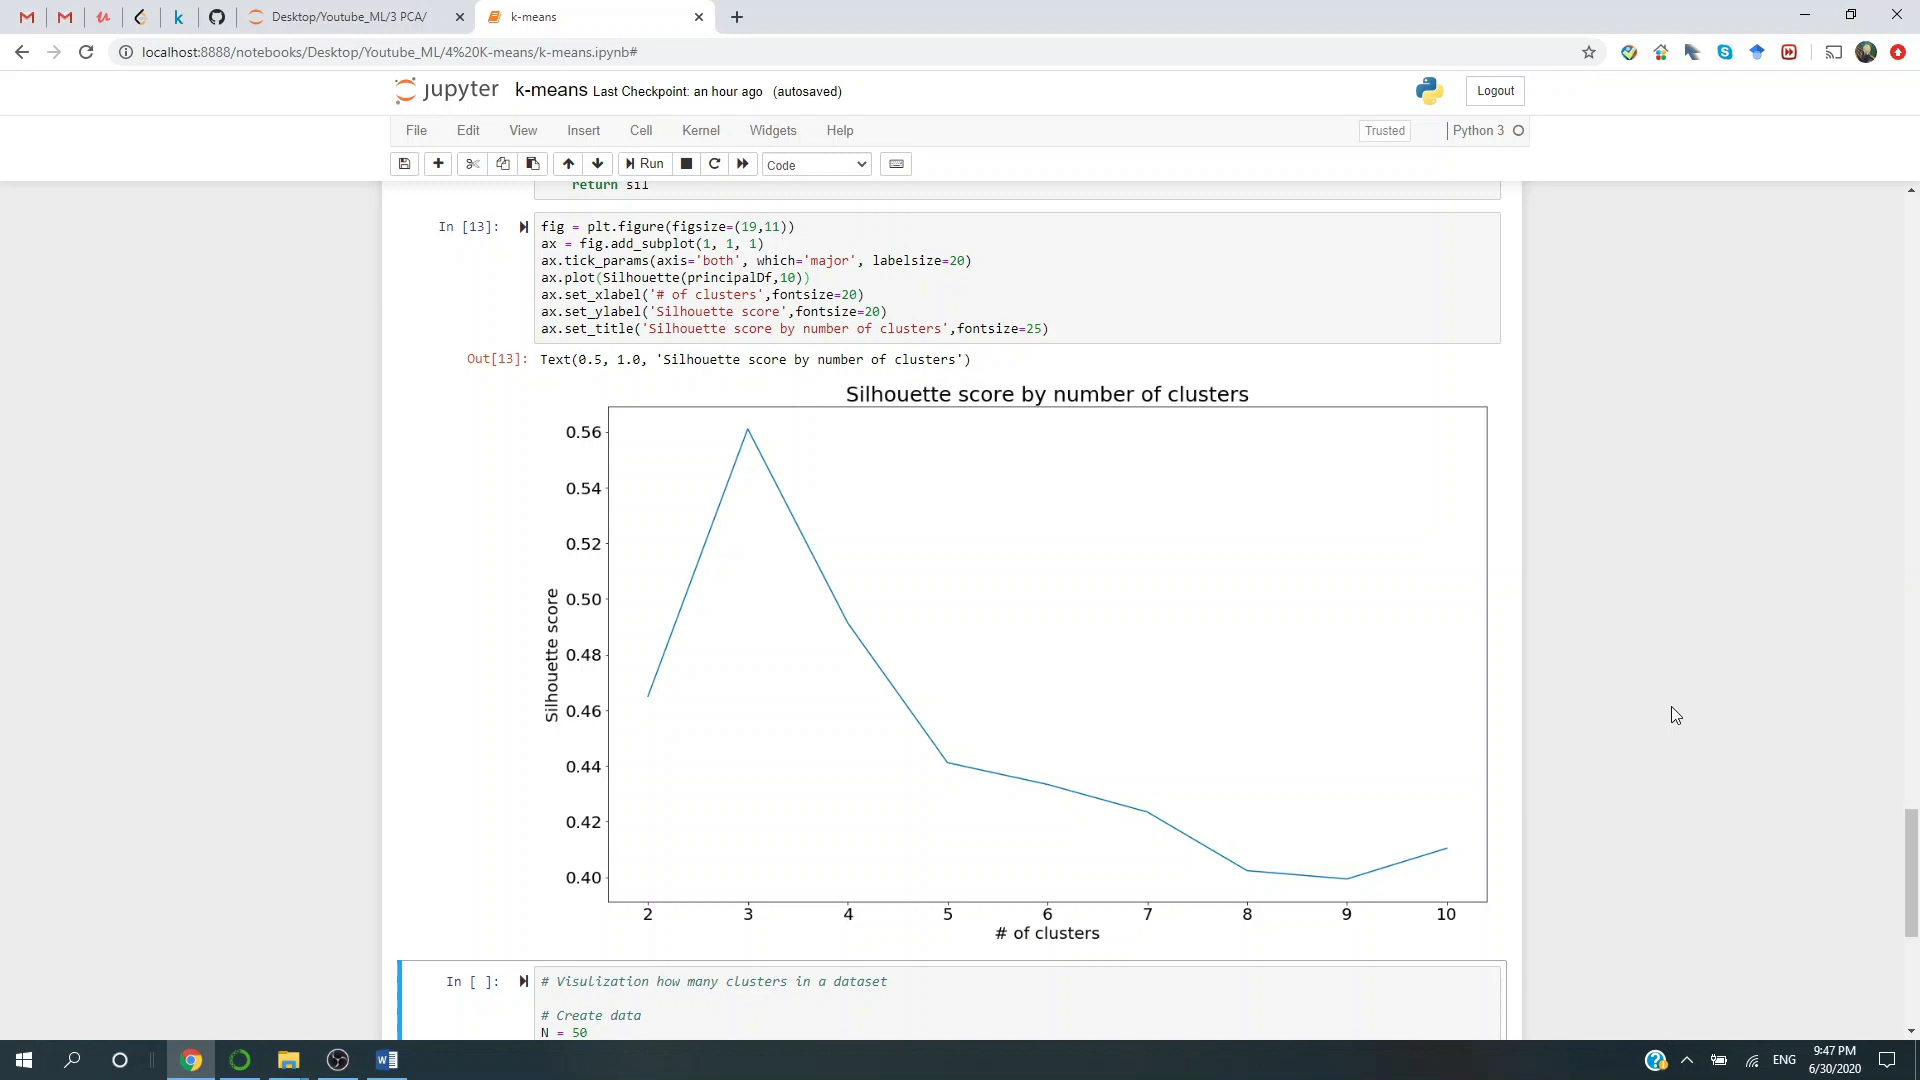 Desktop/Youtube_ML/3 PCA/
k-means
localhost:8888/notebooks/Desktop/Youtube_ML/4%20K-means/k-means.ipynb#
jupyter k-means Last Checkpoint: an hour ago (autosaved)
Logout
File Edit View Insert Cell Kernel Widgets Help
Trusted
Python 3
Run
Code
return sil
In [13]:
fig = plt.figure(figsize=(19,11))
ax = fig.add_subplot(1, 1, 1)
ax.tick_params(axis='both', which='major', labelsize=20)
ax.plot(Silhouette(principalDf,10))
ax.set_xlabel('# of clusters',fontsize=20)
ax.set_ylabel('Silhouette score',fontsize=20)
ax.set_title('Silhouette score by number of clusters',fontsize=25)
Out[13]: Text(0.5, 1.0, 'Silhouette score by number of clusters')
Silhouette score by number of clusters
0.56
0.54
0.52
0.50
0.48
0.46
0.44
0.42
0.40
Silhouette score
2 3 4 5 6 7 8 9 10
# of clusters
In [ ]:
# Visulization how many clusters in a dataset
# Create data
N = 50
ENG
9:47 PM
6/30/2020